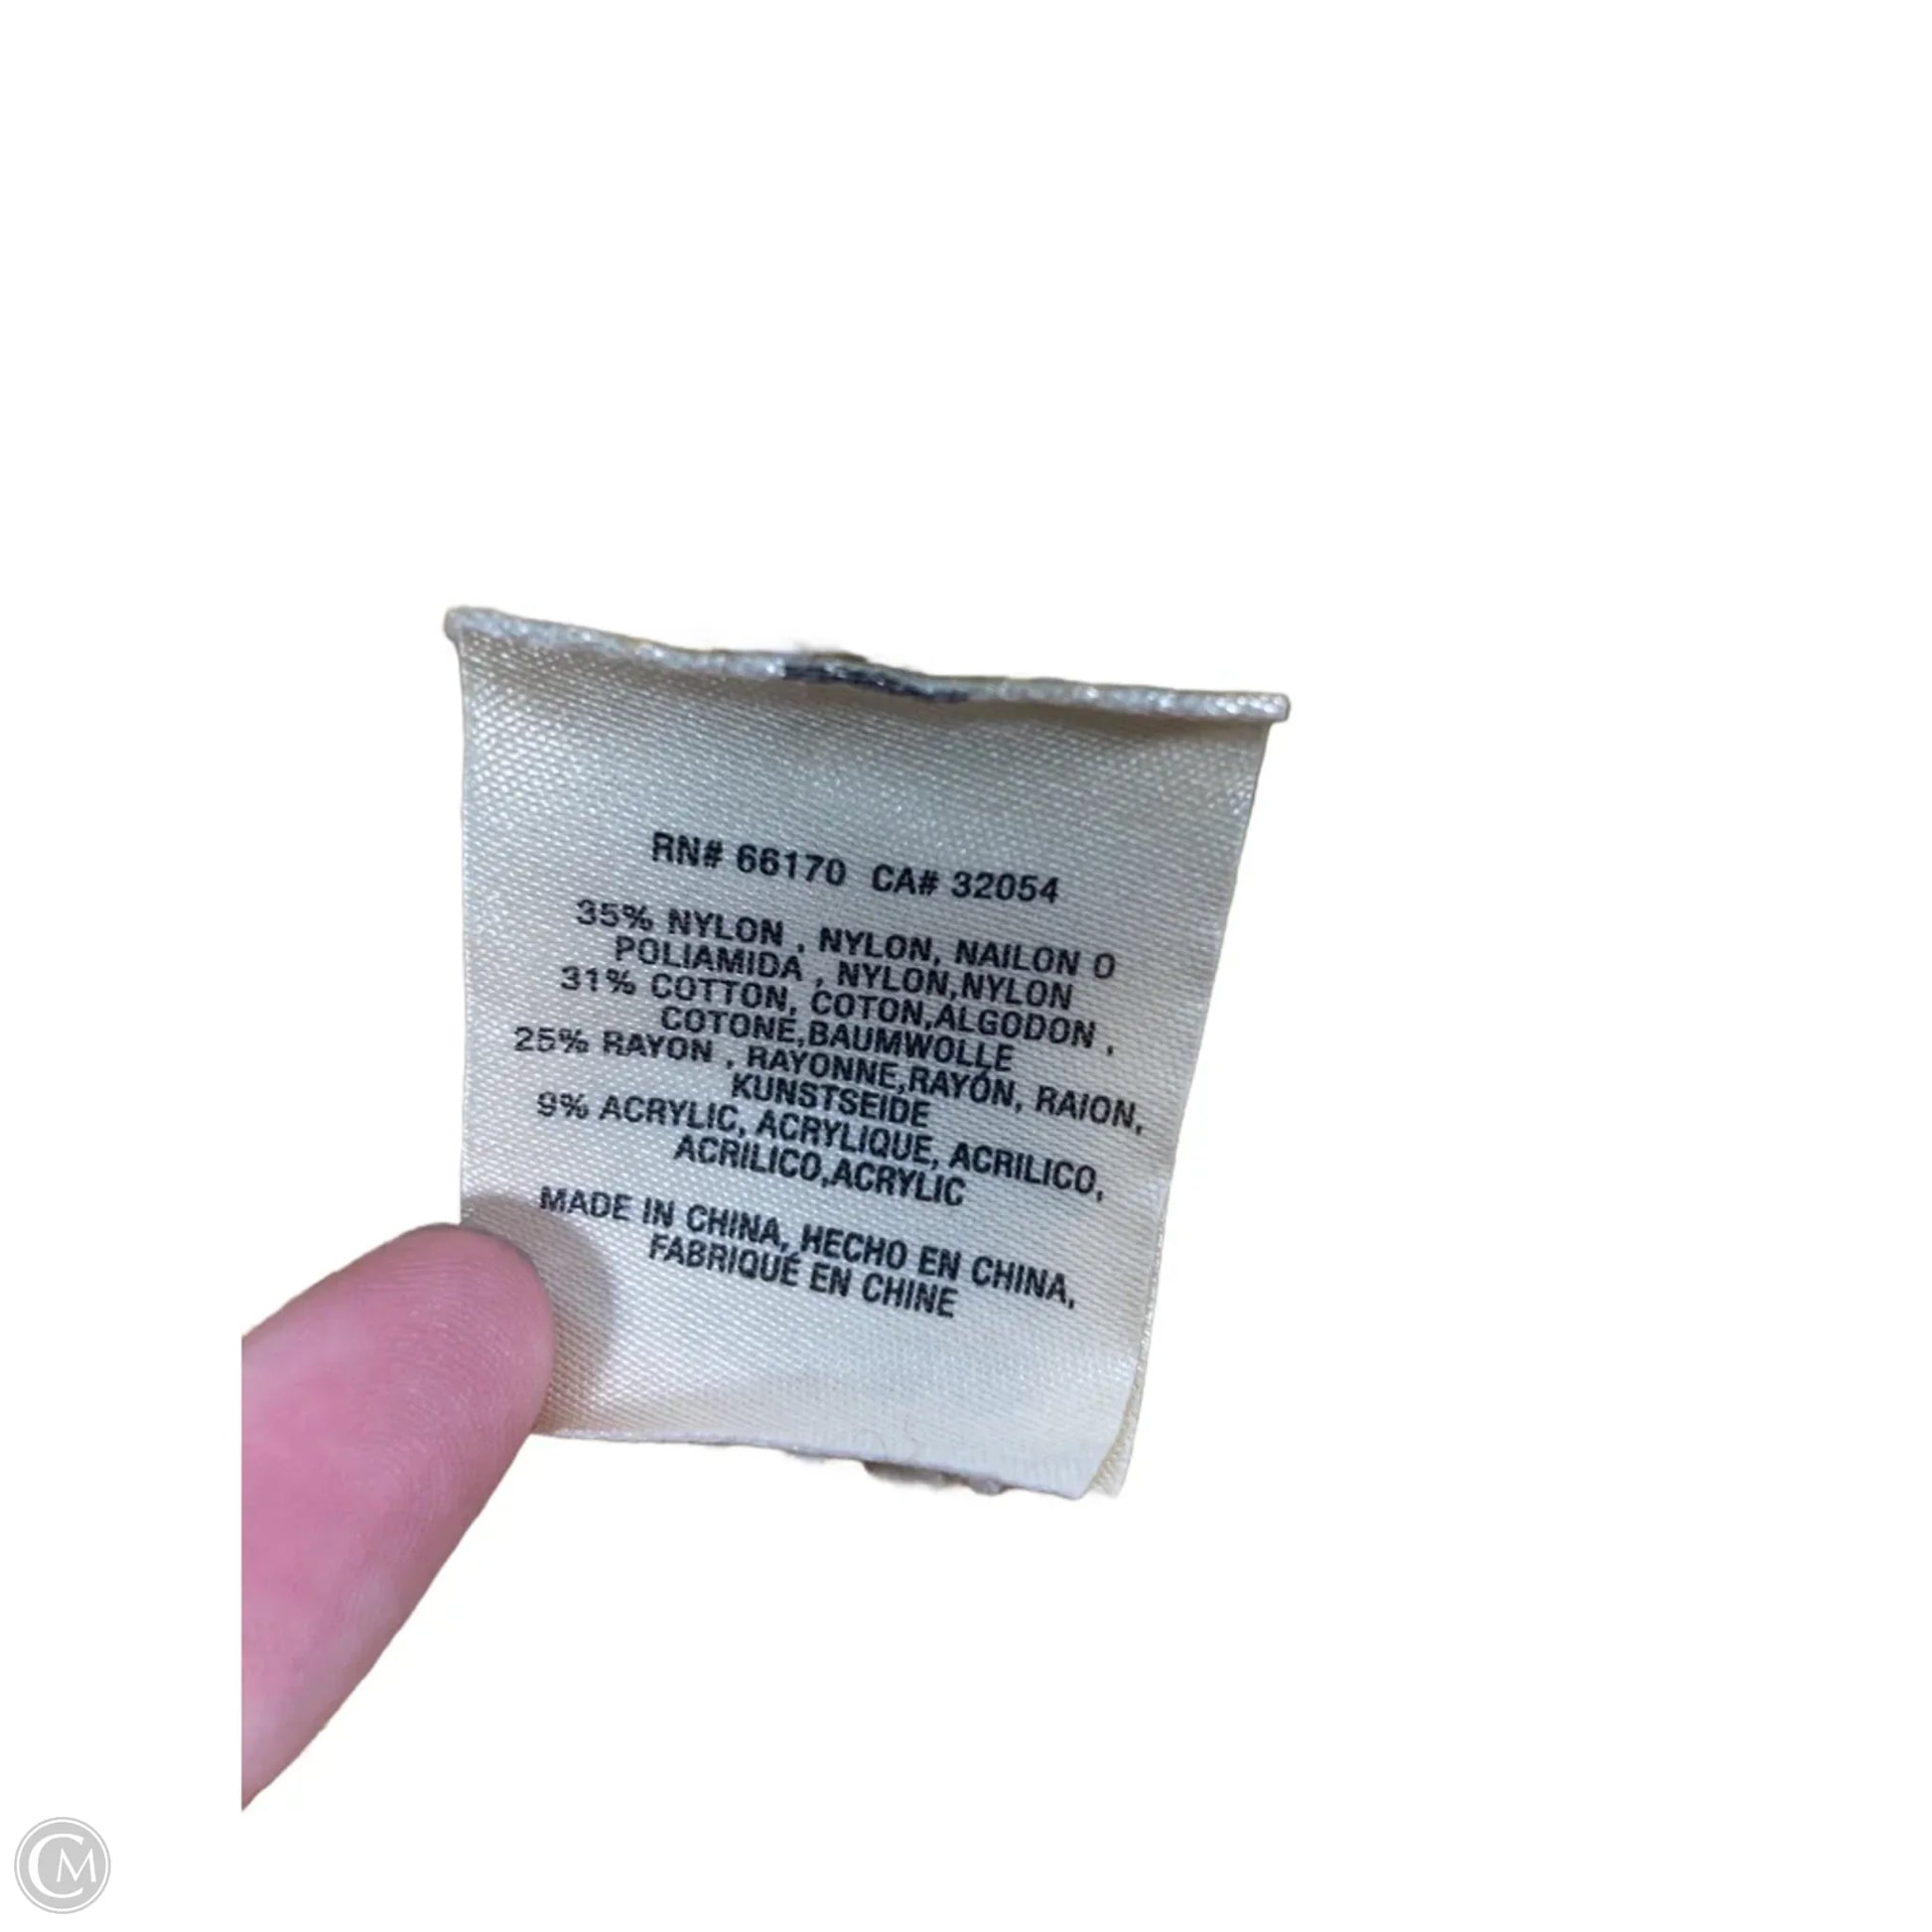 RN# 66170 CA# 32054
35% NYLON , NYLON, NAILON O
POLIAMIDA , NYLON,NYLON
31% COTTON, COTON,ALGODON ,
COTONE,BAUMWOLLE
25% RAYON , RAYONNE,RAYÓN, RAION,
KUNSTSEIDE
9% ACRYLIC, ACRYLIQUE, ACRILICO,
ACRILICO,ACRYLIC
MADE IN CHINA, HECHO EN CHINA,
FABRIQUÉ EN CHINE
CM